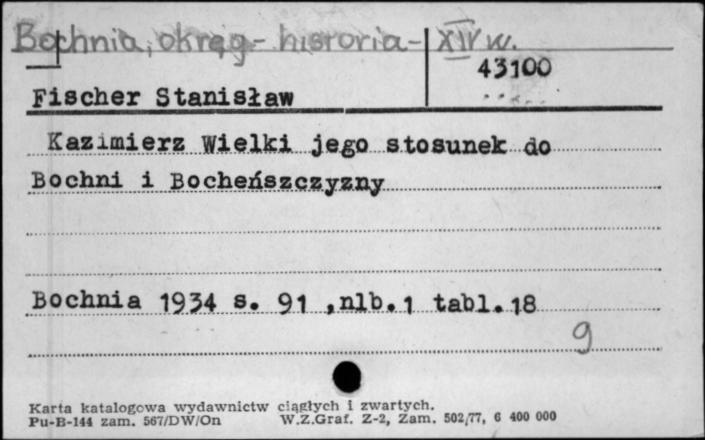 Bochnia, okręg - historia - XIV w.
43100
Fischer Stanisław
Kazimierz Wielki jego stosunek do
Bochni i Bocheńszczyzny
Bochnia 1934 s. 91 ,nlb.1 tabl.18
9
Karta katalogowa wydawnictw ciągłych i zwartych.
Pu-B-144 zam. 567/DW/On W.Z.Graf. Z-2, Zam. 502/77, 6 400 000